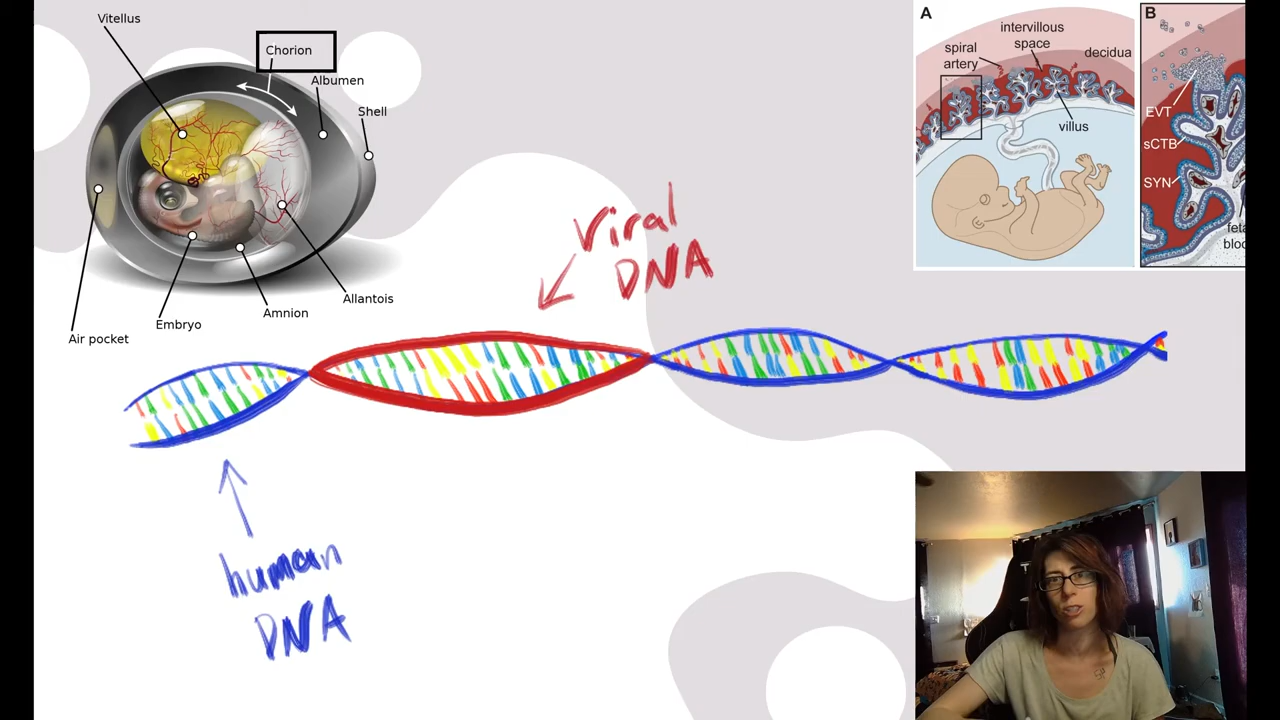 Vitellus
Chorion
Albumen
Shell
Air pocket
Embryo
Amnion
Allantois
viral
DNA
human
DNA
A
spiral
artery
intervillous
space
decidua
villus
B
EVT
sCTB
SYN
feta
bloo